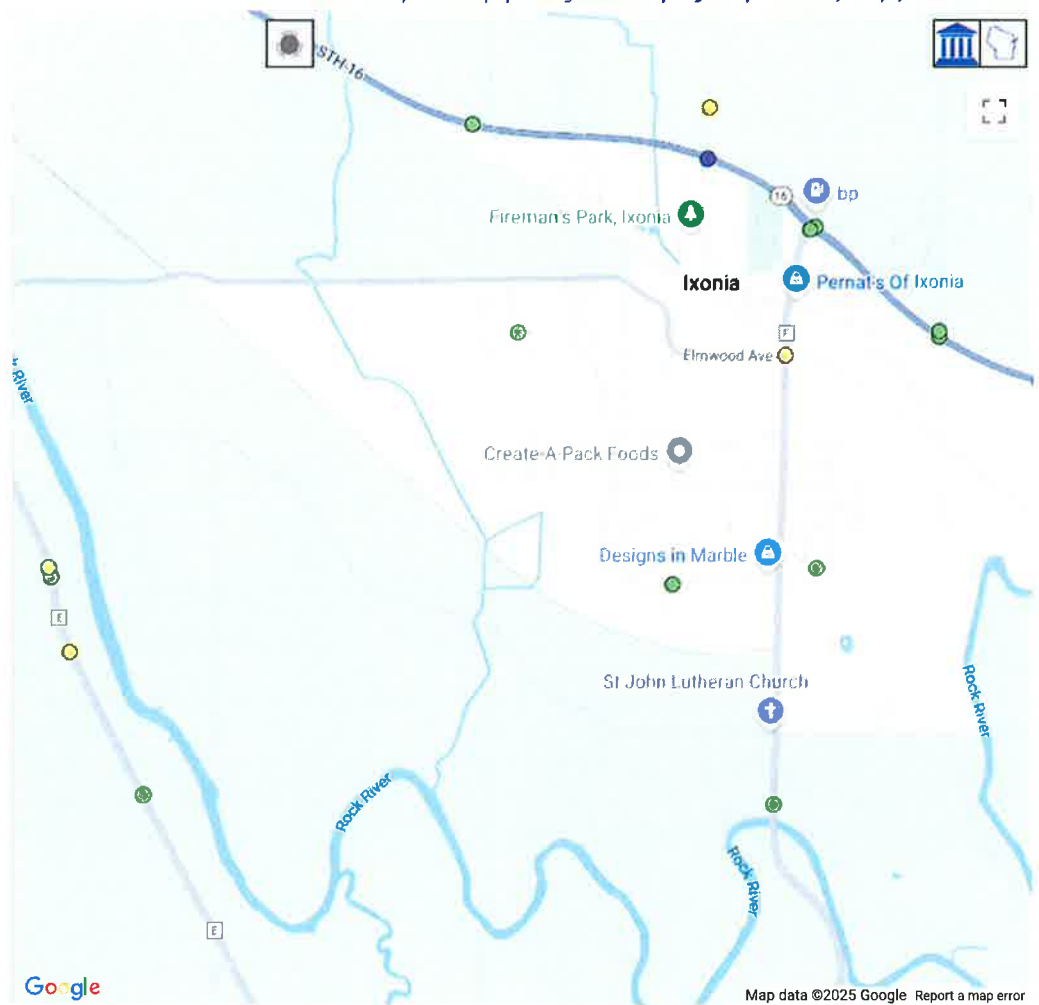 STH-16
16
bp
Fireman's Park, Ixonia
Ixonia
Pernat's Of Ixonia
F
Elmwood Ave
River
Create-A-Pack Foods
Designs in Marble
E
St John Lutheran Church
Rock River
Rock River
Rock River
E
Google
Map data ©2025 Google Report a map error